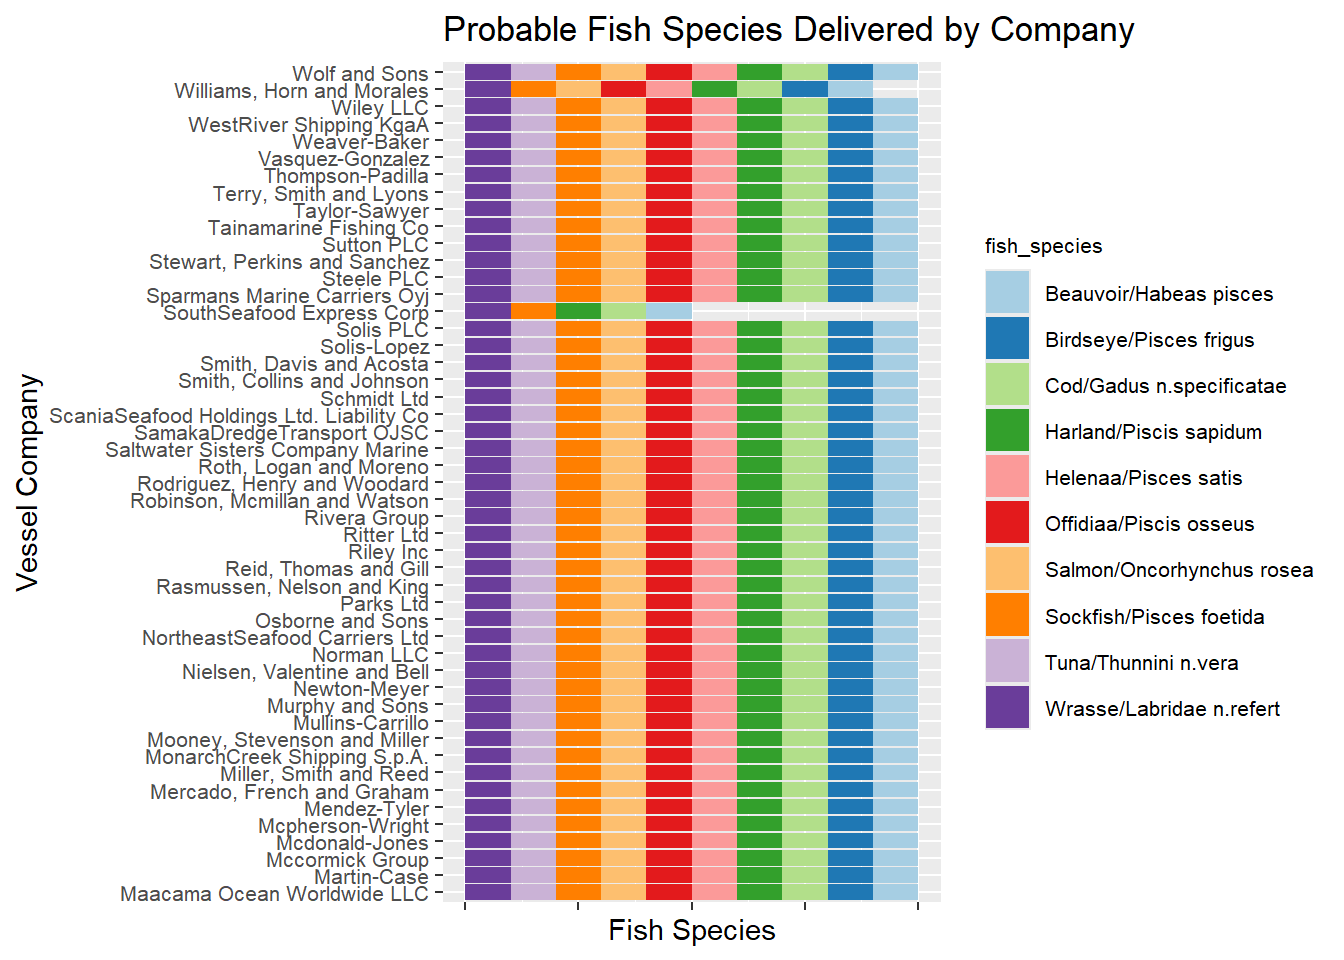 Probable Fish Species Delivered by Company
Wolf and Sons
Williams, Horn and Morales
Wiley LLC
WestRiver Shipping KgaA
Weaver-Baker
Vasquez-Gonzalez
Thompson-Padilla
Terry, Smith and Lyons
Taylor-Sawyer
Tainamarine Fishing Co
Sutton PLC
Stewart, Perkins and Sanchez
Steele PLC
Sparmans Marine Carriers Oyj
SouthSeafood Express Corp
Solis PLC
Solis-Lopez
Smith, Davis and Acosta
Smith, Collins and Johnson
Schmidt Ltd
ScaniaSeafood Holdings Ltd. Liability Co
SamakaDredgeTransport OJSC
Saltwater Sisters Company Marine
Roth, Logan and Moreno
Rodriguez, Henry and Woodard
Robinson, Mcmillan and Watson
Rivera Group
Ritter Ltd
Riley Inc
Reid, Thomas and Gill
Rasmussen, Nelson and King
Parks Ltd
Osborne and Sons
NortheastSeafood Carriers Ltd
Norman LLC
Nielsen, Valentine and Bell
Newton-Meyer
Murphy and Sons
Mullins-Carrillo
Mooney, Stevenson and Miller
MonarchCreek Shipping S.p.A.
Miller, Smith and Reed
Mercado, French and Graham
Mendez-Tyler
Mcpherson-Wright
Mcdonald-Jones
Mccormick Group
Martin-Case
Maacama Ocean Worldwide LLC
Vessel Company
Fish Species
fish_species
Beauvoir/Habeas pisces
Birdseye/Pisces frigus
Cod/Gadus n.specificatae
Harland/Piscis sapidum
Helenaa/Pisces satis
Offidiaa/Piscis osseus
Salmon/Oncorhynchus rosea
Sockfish/Pisces foetida
Tuna/Thunnini n.vera
Wrasse/Labridae n.refert